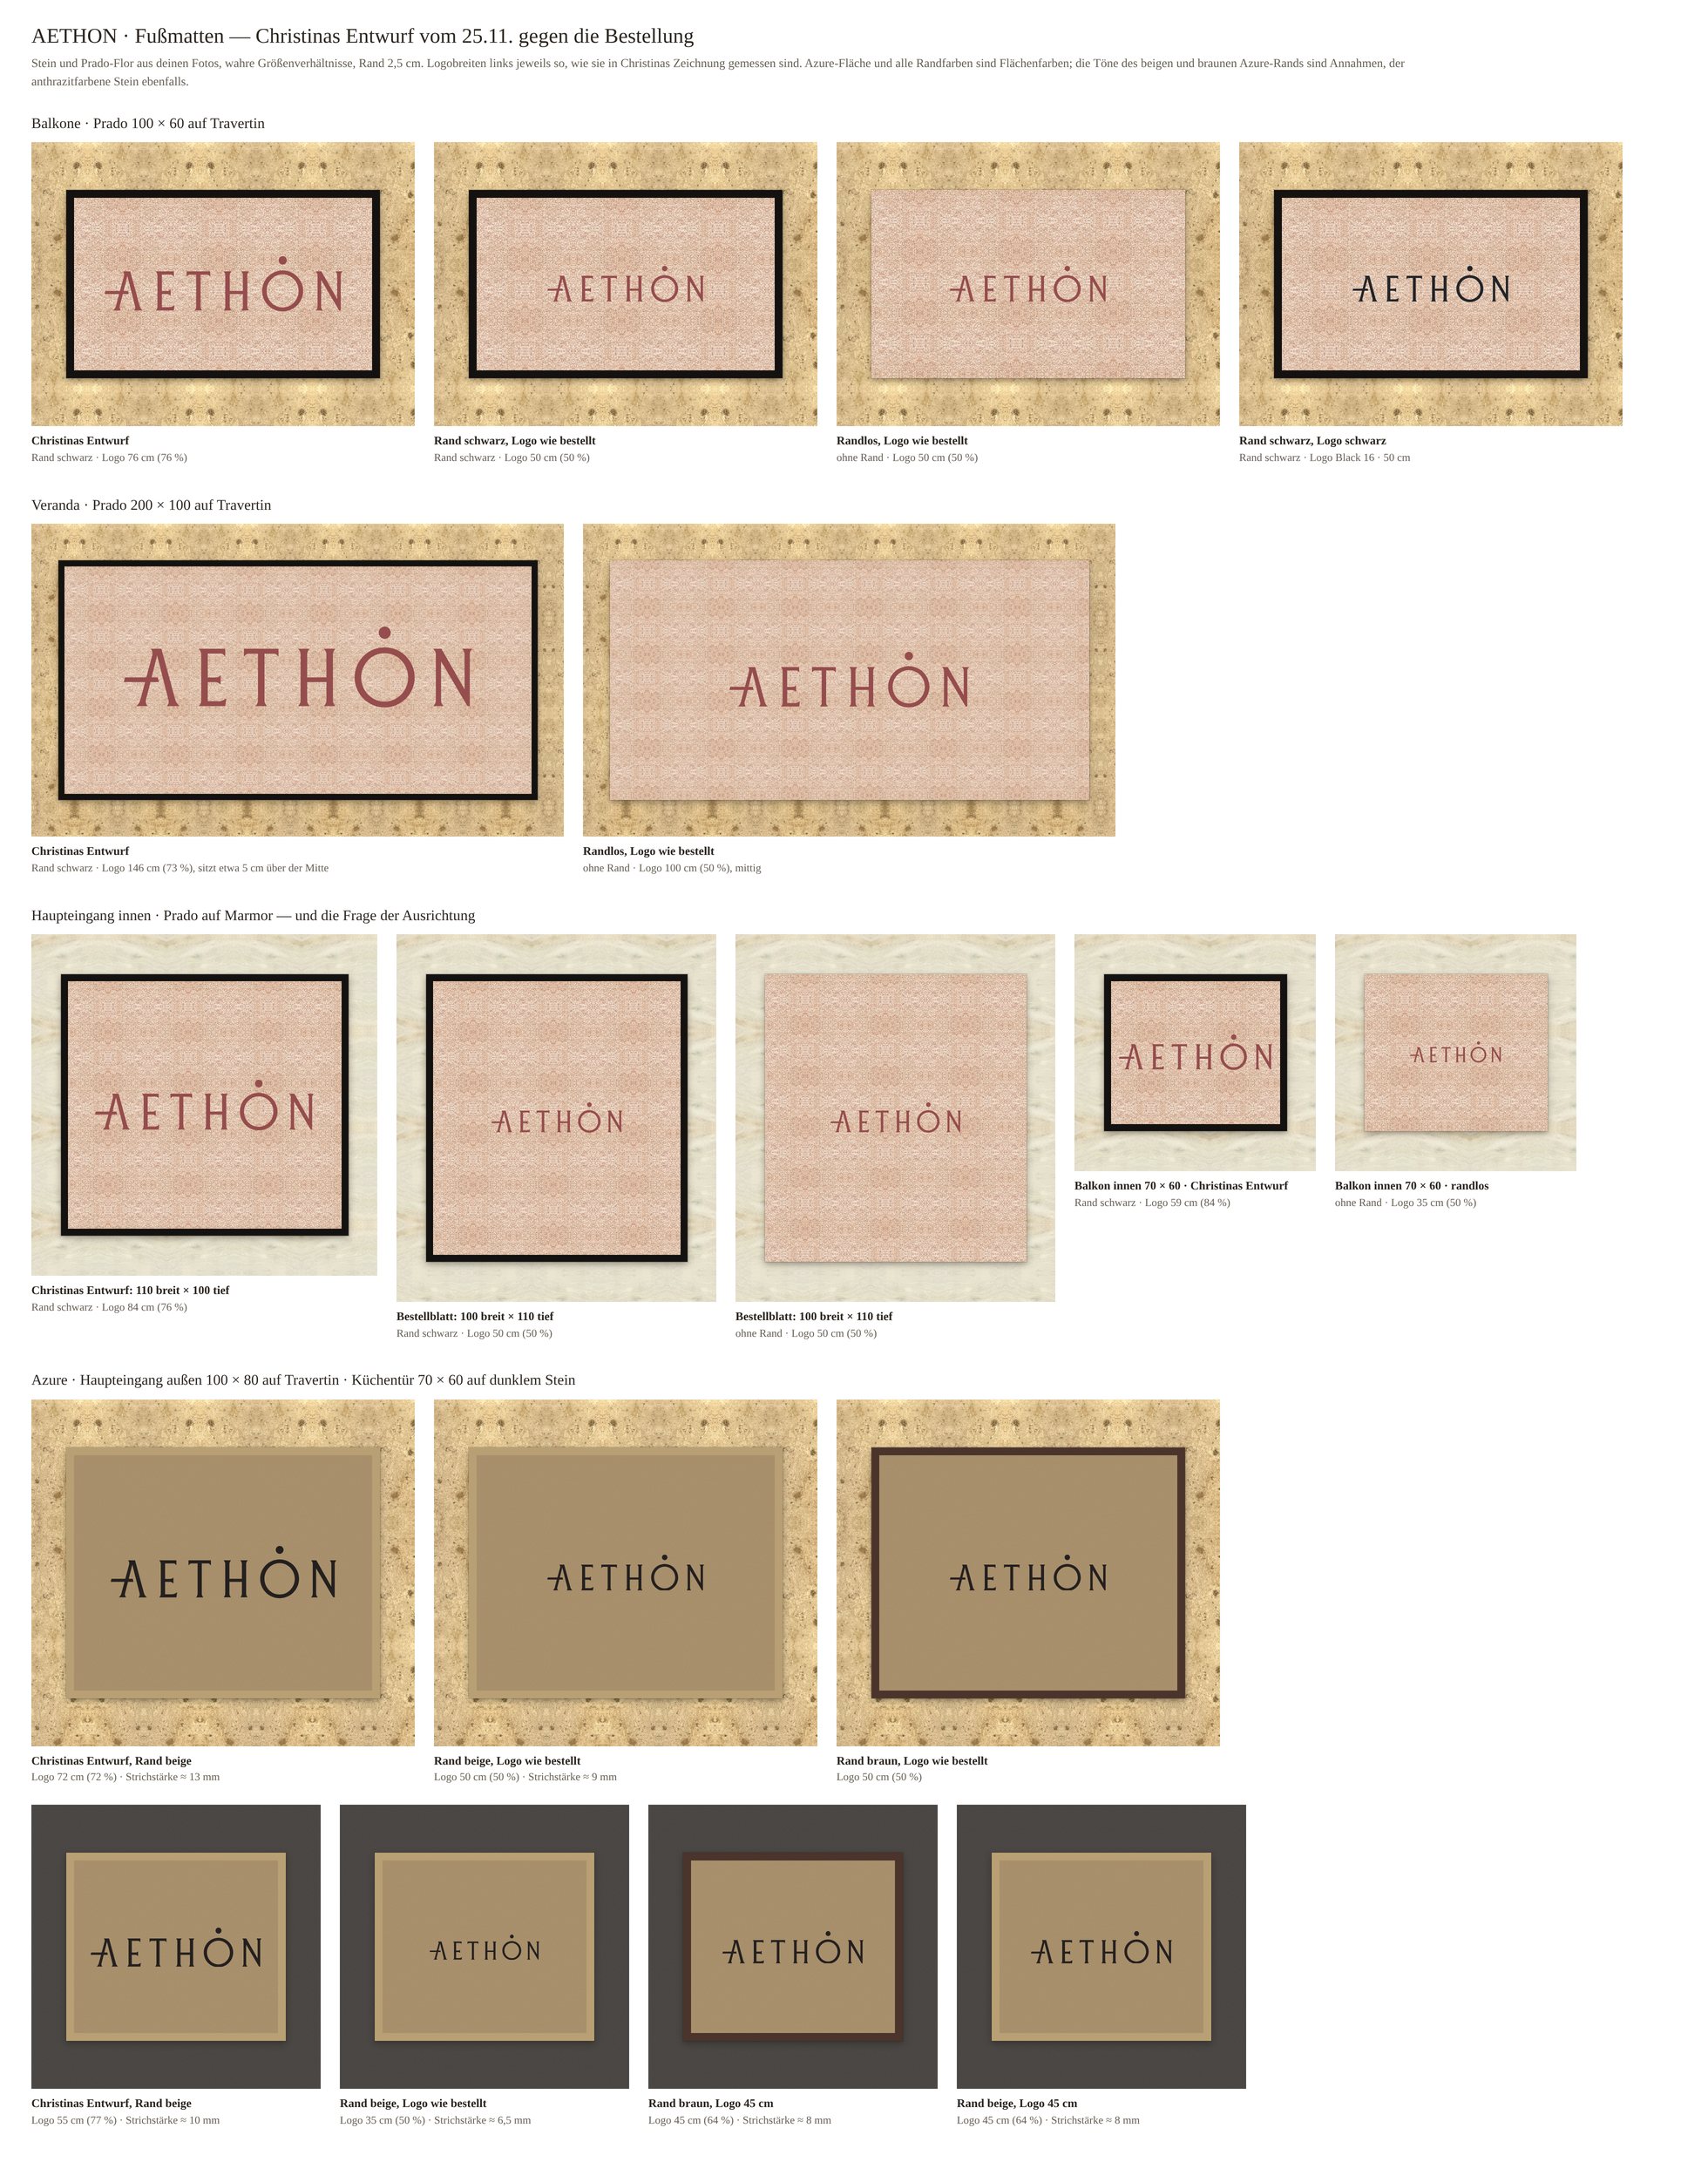 AETHON · Fußmatten — Christinas Entwurf vom 25.11. gegen die Bestellung
Stein und Prado-Flor aus deinen Fotos, wahre Größenverhältnisse, Rand 2,5 cm. Logobreiten links jeweils so, wie sie in Christinas Zeichnung gemessen sind. Azure-Fläche und alle Randfarben sind Flächenfarben; die Töne des beigen und braunen Azure-Rands sind Annahmen, der
anthrazitfarbene Stein ebenfalls.
Balkone · Prado 100 × 60 auf Travertin
AETHON
AETHON
AETHON
AETHON
Christinas Entwurf
Rand schwarz · Logo 76 cm (76 %)
Rand schwarz, Logo wie bestellt
Rand schwarz · Logo 50 cm (50 %)
Randlos, Logo wie bestellt
ohne Rand · Logo 50 cm (50 %)
Rand schwarz, Logo schwarz
Rand schwarz · Logo Black 16 · 50 cm
Veranda · Prado 200 × 100 auf Travertin
AETHON
AETHON
Christinas Entwurf
Rand schwarz · Logo 146 cm (73 %), sitzt etwa 5 cm über der Mitte
Randlos, Logo wie bestellt
ohne Rand · Logo 100 cm (50 %), mittig
Haupteingang innen · Prado auf Marmor — und die Frage der Ausrichtung
AETHON
AETHON
AETHON
AETHON
AETHON
Christinas Entwurf: 110 breit × 100 tief
Rand schwarz · Logo 84 cm (76 %)
Bestellblatt: 100 breit × 110 tief
Rand schwarz · Logo 50 cm (50 %)
Bestellblatt: 100 breit × 110 tief
ohne Rand · Logo 50 cm (50 %)
Balkon innen 70 × 60 · Christinas Entwurf
Rand schwarz · Logo 59 cm (84 %)
Balkon innen 70 × 60 · randlos
ohne Rand · Logo 35 cm (50 %)
Azure · Haupteingang außen 100 × 80 auf Travertin · Küchentür 70 × 60 auf dunklem Stein
AETHON
AETHON
AETHON
Christinas Entwurf, Rand beige
Logo 72 cm (72 %) · Strichstärke ≈ 13 mm
Rand beige, Logo wie bestellt
Logo 50 cm (50 %) · Strichstärke ≈ 9 mm
Rand braun, Logo wie bestellt
Logo 50 cm (50 %)
AETHON
AETHON
AETHON
AETHON
Christinas Entwurf, Rand beige
Logo 55 cm (77 %) · Strichstärke ≈ 10 mm
Rand beige, Logo wie bestellt
Logo 35 cm (50 %) · Strichstärke ≈ 6,5 mm
Rand braun, Logo 45 cm
Logo 45 cm (64 %) · Strichstärke ≈ 8 mm
Rand beige, Logo 45 cm
Logo 45 cm (64 %) · Strichstärke ≈ 8 mm